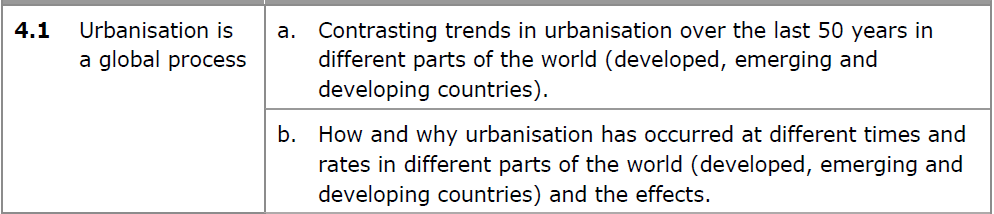 4.1 Urbanisation is
a global process
a. Contrasting trends in urbanisation over the last 50 years in
different parts of the world (developed, emerging and
developing countries).
b. How and why urbanisation has occurred at different times and
rates in different parts of the world (developed, emerging and
developing countries) and the effects.